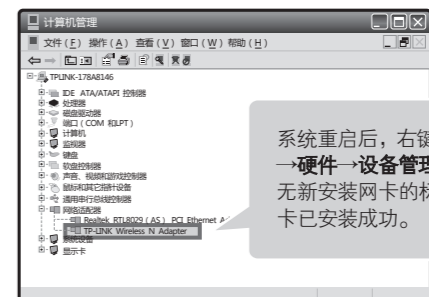 计算机管理
文件(F) 操作(A) 查看(V) 窗口(W) 帮助(H)
TPLINK-178A8146
IDE ATA/ATAPI 控制器
处理器
磁盘驱动器
端口(COM 和LPT)
计算机
监视器
键盘
软盘控制器
声音、视频和游戏控制器
鼠标和其它指针设备
通用串行总线控制器
网络适配器
Realtek RTL8029(AS) PCI Ethernet A
TP-LINK Wireless N Adapter
系统设备
显示卡
系统重启后，右键
→硬件→设备管理
无新安装网卡的标
卡已安装成功。